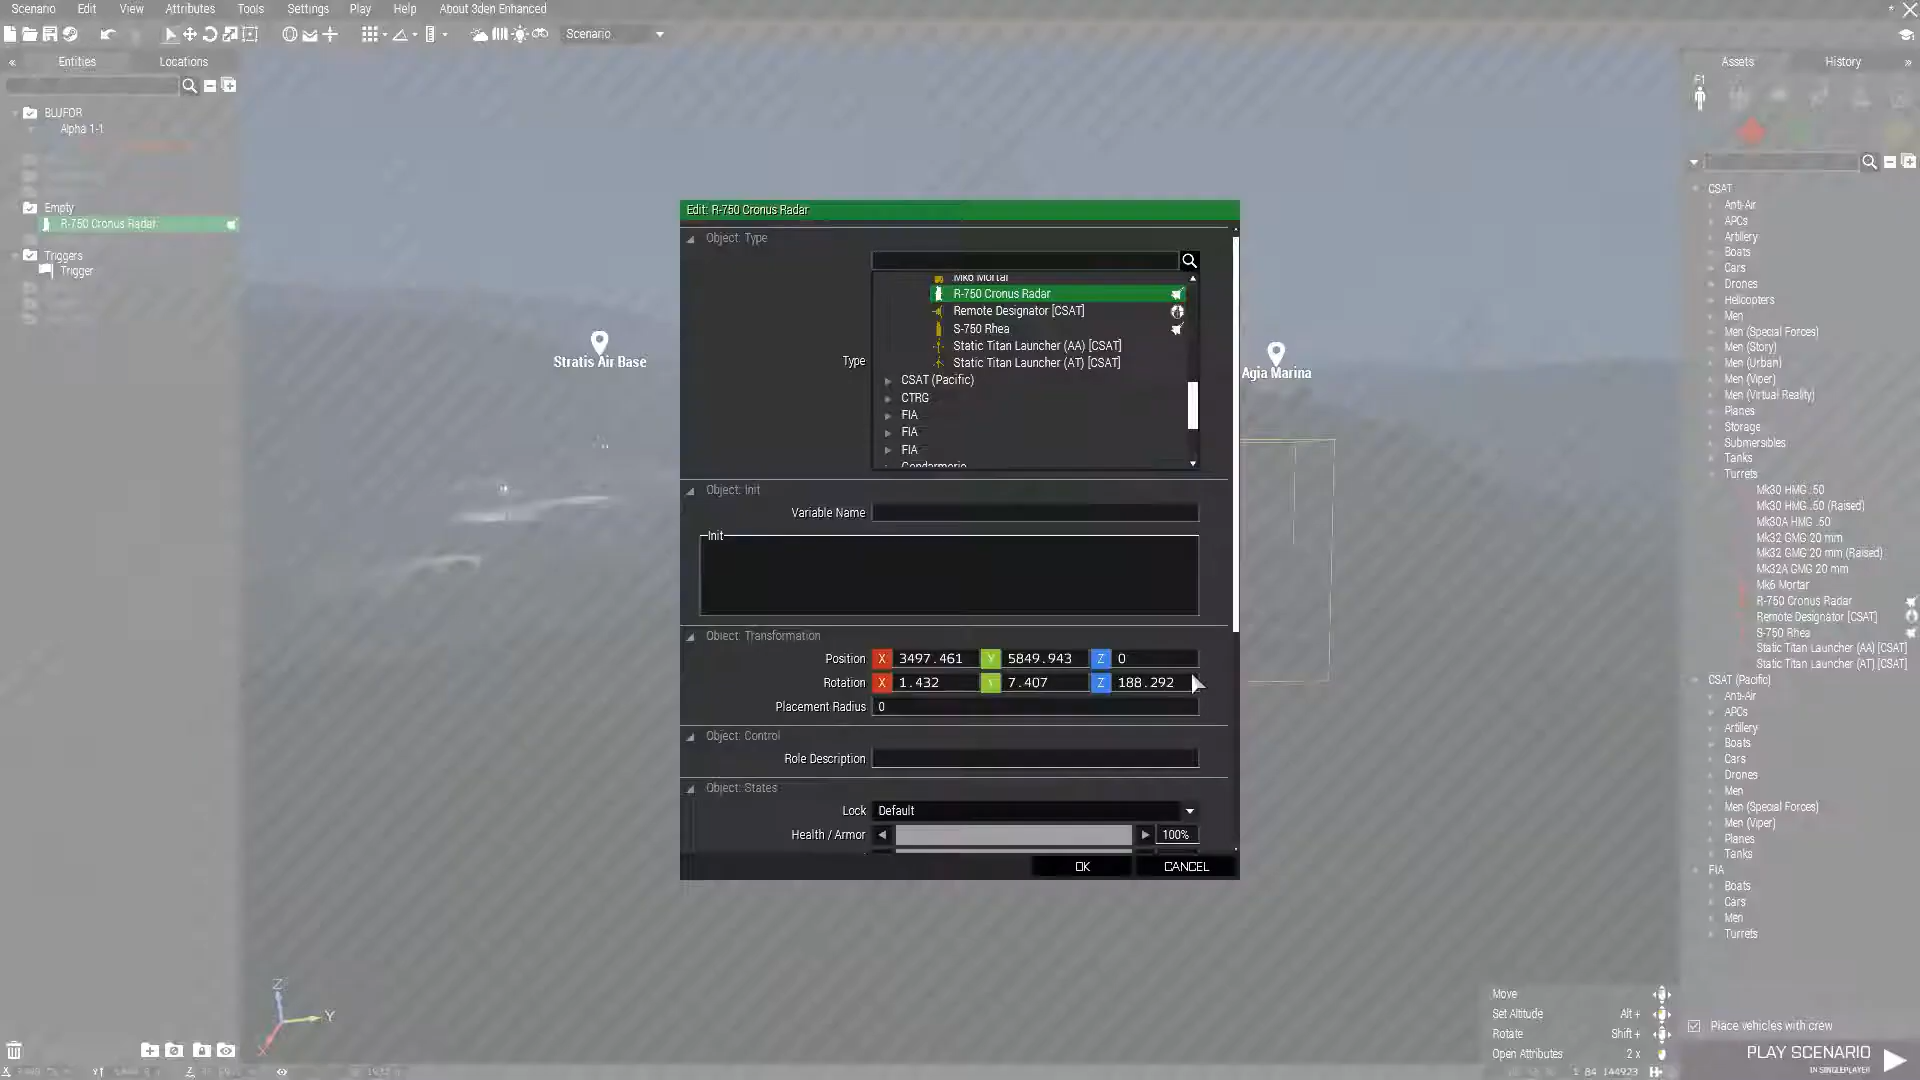 Scenario Edit View Attributes Tools Settings Play Help About 3den Enhanced
Scenario
Entities Locations
BLUFOR
Alpha 1-1
Empty
R-750 Cronus Radar
Triggers
Trigger
Stratis Air Base
Agia Marina
Edit: R-750 Cronus Radar
Object: Type
Type
Mk6 Mortar
R-750 Cronus Radar
Remote Designator [CSAT]
S-750 Rhea
Static Titan Launcher (AA) [CSAT]
Static Titan Launcher (AT) [CSAT]
CSAT (Pacific)
CTRG
FIA
FIA
FIA
Gendarmerie
Object: Init
Variable Name
Init
Object: Transformation
Position X 3497.461 Y 5849.943 Z 0
Rotation X 1.432 Y 7.407 Z 188.292
Placement Radius 0
Object: Control
Role Description
Object: States
Lock Default
Health / Armor 100%
OK CANCEL
Assets History
F1
CSAT
Anti-Air
APCs
Artillery
Boats
Cars
Drones
Helicopters
Men
Men (Special Forces)
Men (Story)
Men (Urban)
Men (Viper)
Men (Virtual Reality)
Planes
Storage
Submersibles
Tanks
Turrets
Mk30 HMG .50
Mk30 HMG .50 (Raised)
Mk30A HMG .50
Mk32 GMG 20 mm
Mk32 GMG 20 mm (Raised)
Mk32A GMG 20 mm
Mk6 Mortar
R-750 Cronus Radar
Remote Designator [CSAT]
S-750 Rhea
Static Titan Launcher (AA) [CSAT]
Static Titan Launcher (AT) [CSAT]
CSAT (Pacific)
Anti-Air
APCs
Artillery
Boats
Cars
Drones
Men
Men (Special Forces)
Men (Viper)
Planes
Tanks
FIA
Boats
Cars
Men
Turrets
Z
Y
X
Move
Set Altitude Alt +
Rotate Shift +
Open Attributes 2 x
Place vehicles with crew
PLAY SCENARIO
IN SINGLEPLAYER